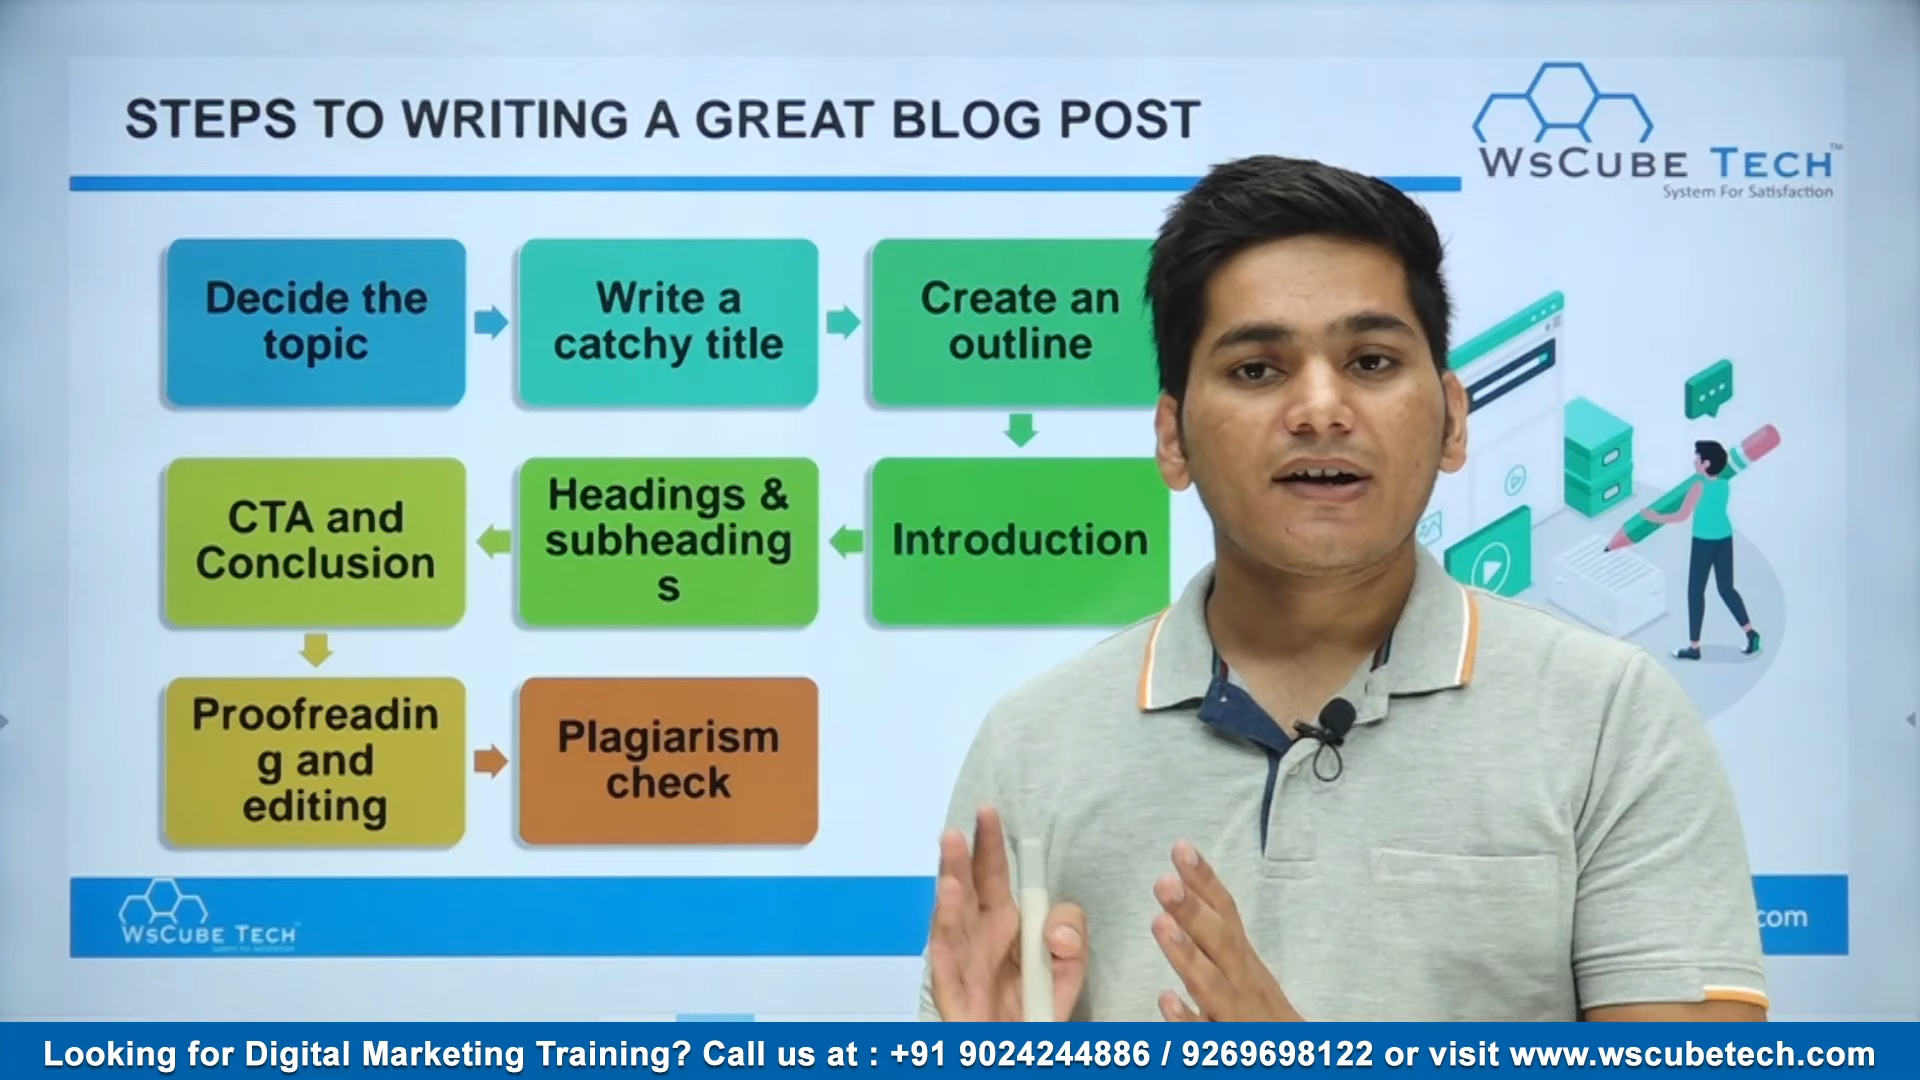 STEPS TO WRITING A GREAT BLOG POST
WSCUBE TECH™
System For Satisfaction
Decide the
topic
Write a
catchy title
Create an
outline
CTA and
Conclusion
Headings &
subheading
s
Introduction
Proofreadin
g and
editing
Plagiarism
check
WSCUBE TECH
com
Looking for Digital Marketing Training? Call us at : +91 9024244886 / 9269698122 or visit www.wscubetech.com